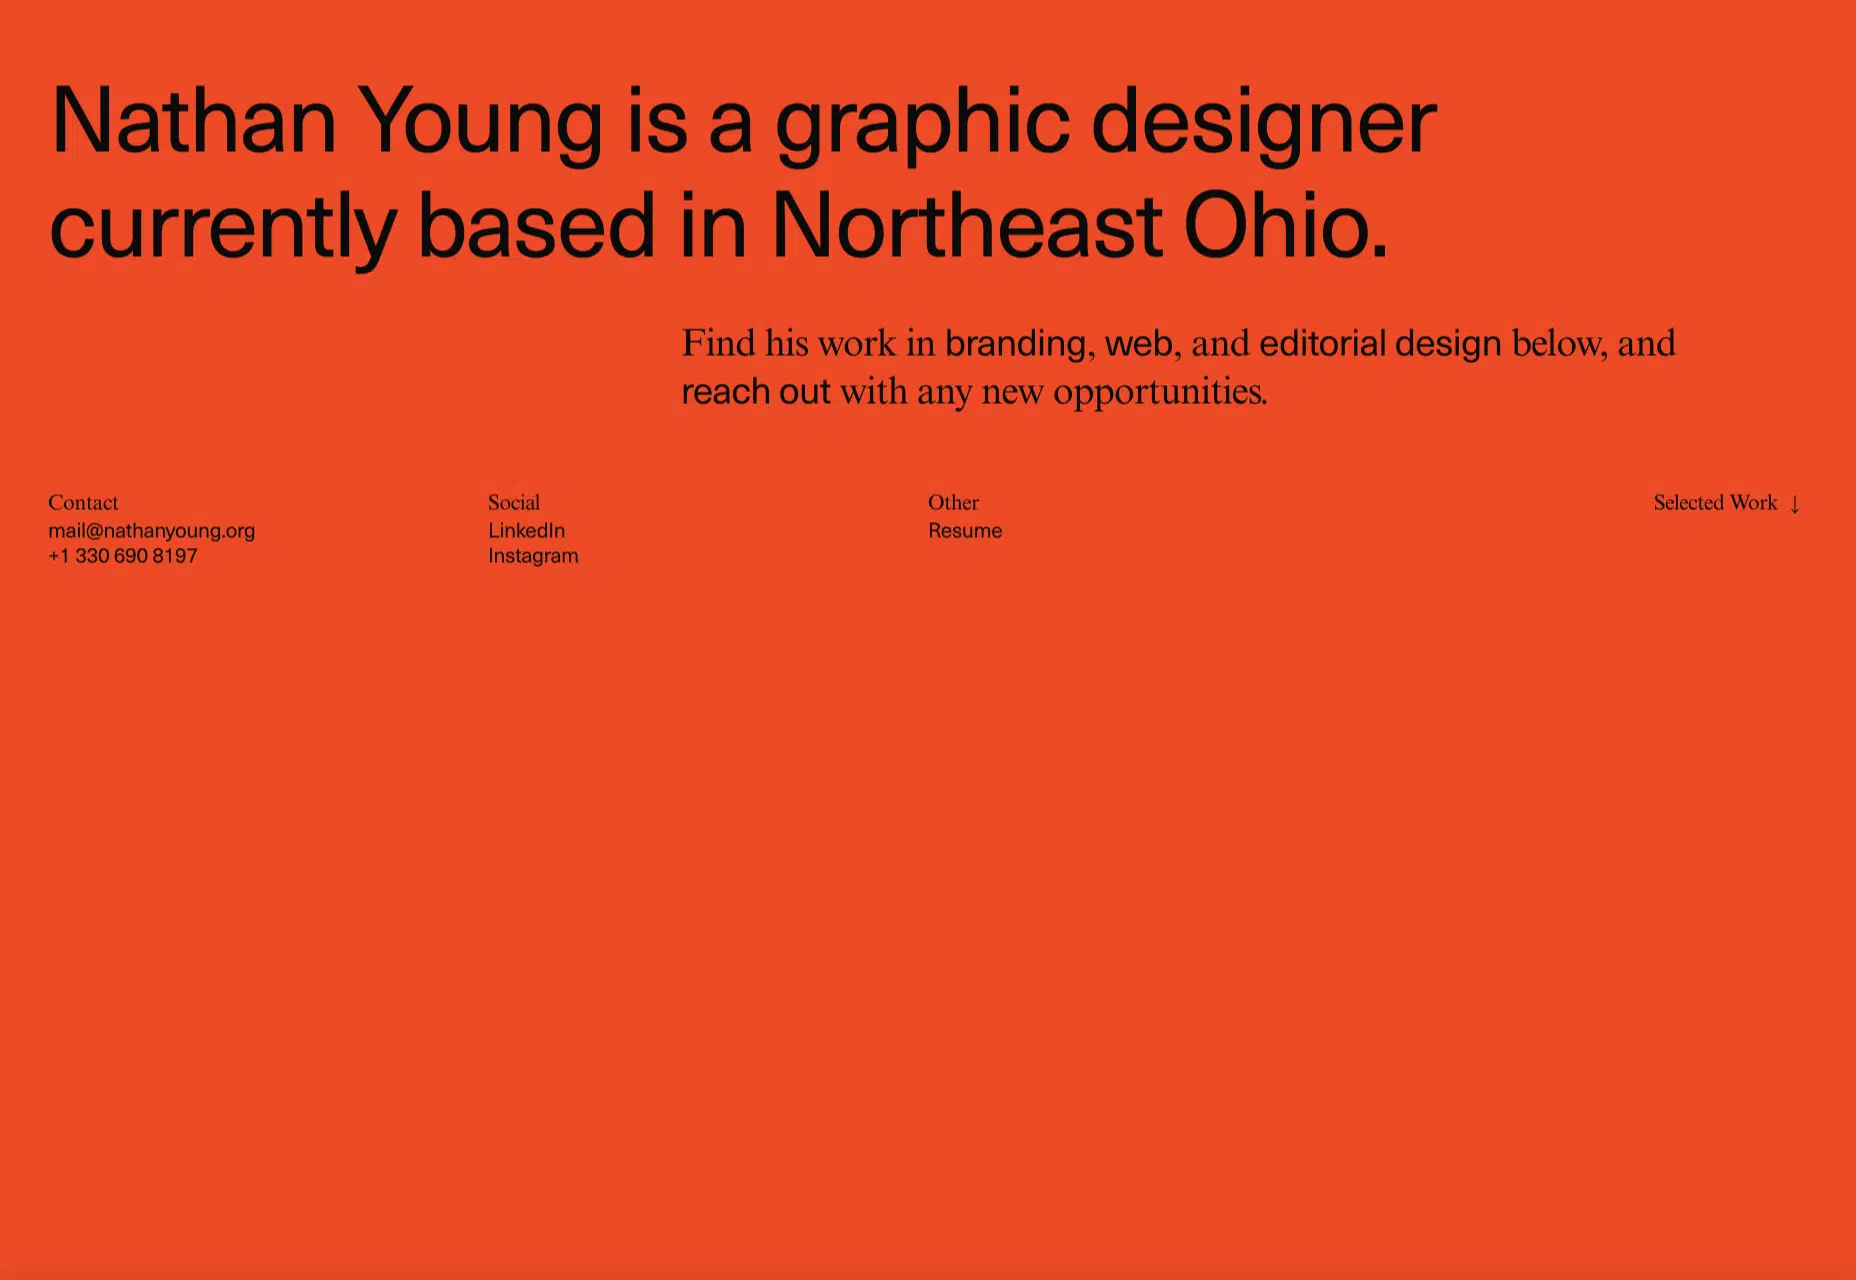 Nathan Young is a graphic designer
currently based in Northeast Ohio.
Find his work in branding, web, and editorial design below, and
reach out with any new opportunities.
Contact
mail@nathanyoung.org
+1 330 690 8197
Social
LinkedIn
Instagram
Other
Resume
Selected Work ↓